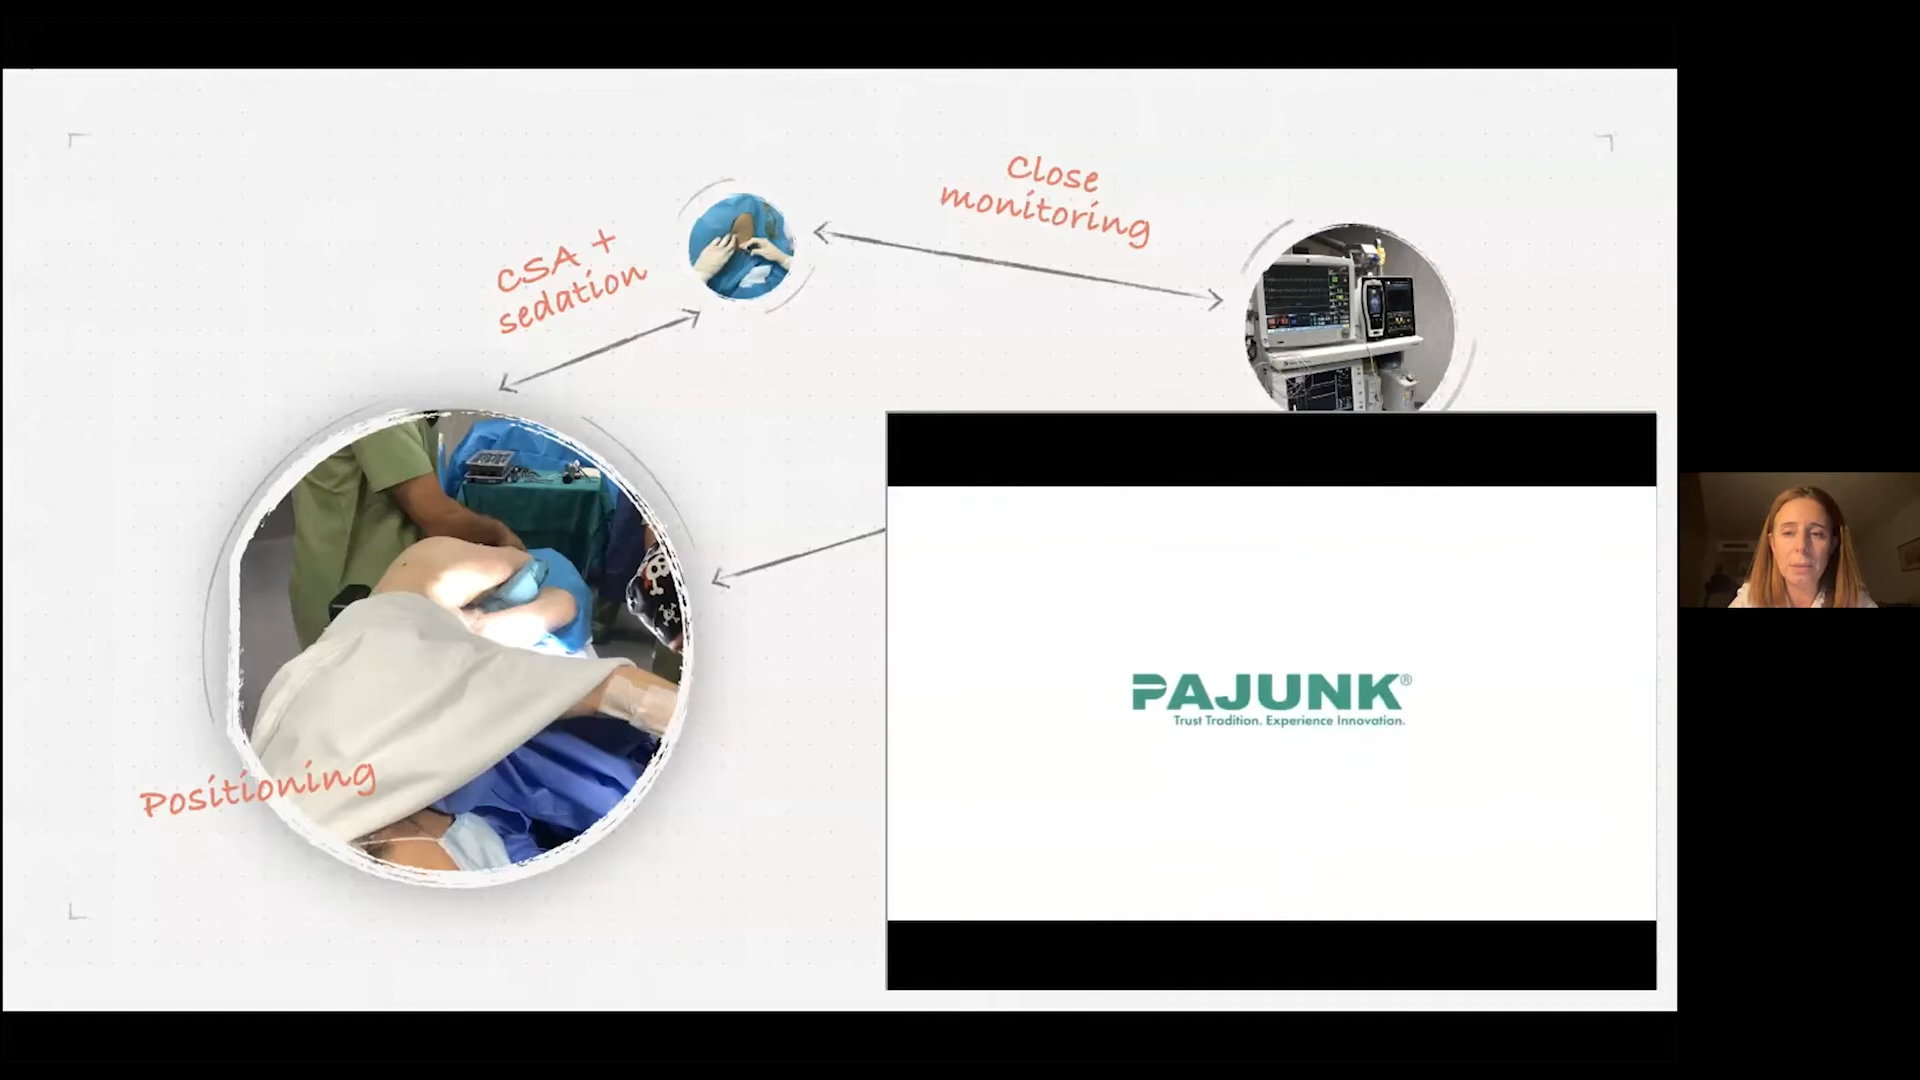 Close
monitoring
CSA +
sedation
Positioning
PAJUNK®
Trust Tradition. Experience Innovation.